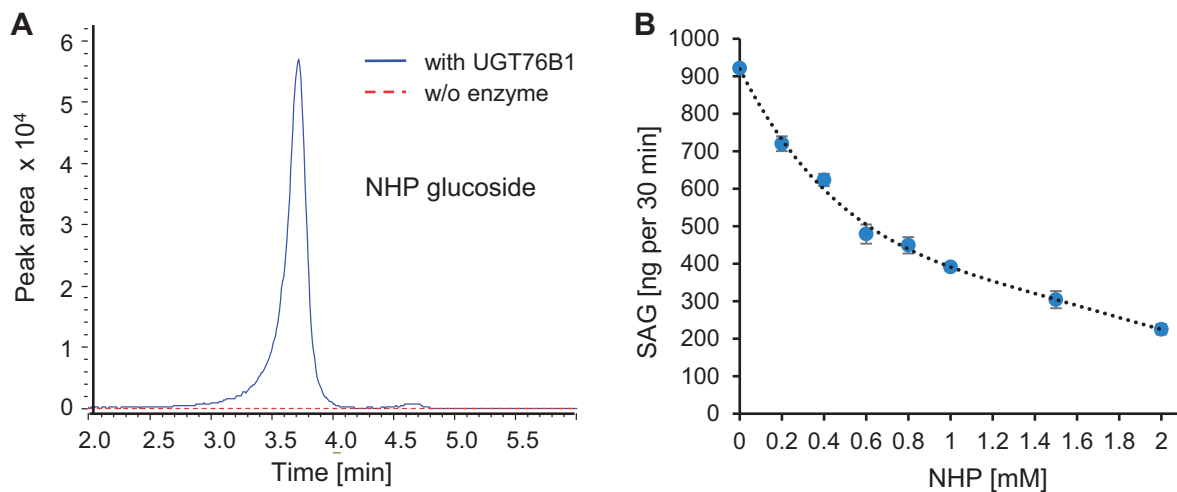 A
Peak area x 10⁴
6
5
4
3
2
1
0
2.0 2.5 3.0 3.5 4.0 4.5 5.0 5.5
Time [min]
with UGT76B1
w/o enzyme
NHP glucoside
B
SAG [ng per 30 min]
1000
900
800
700
600
500
400
300
200
100
0
0 0.2 0.4 0.6 0.8 1 1.2 1.4 1.6 1.8 2
NHP [mM]